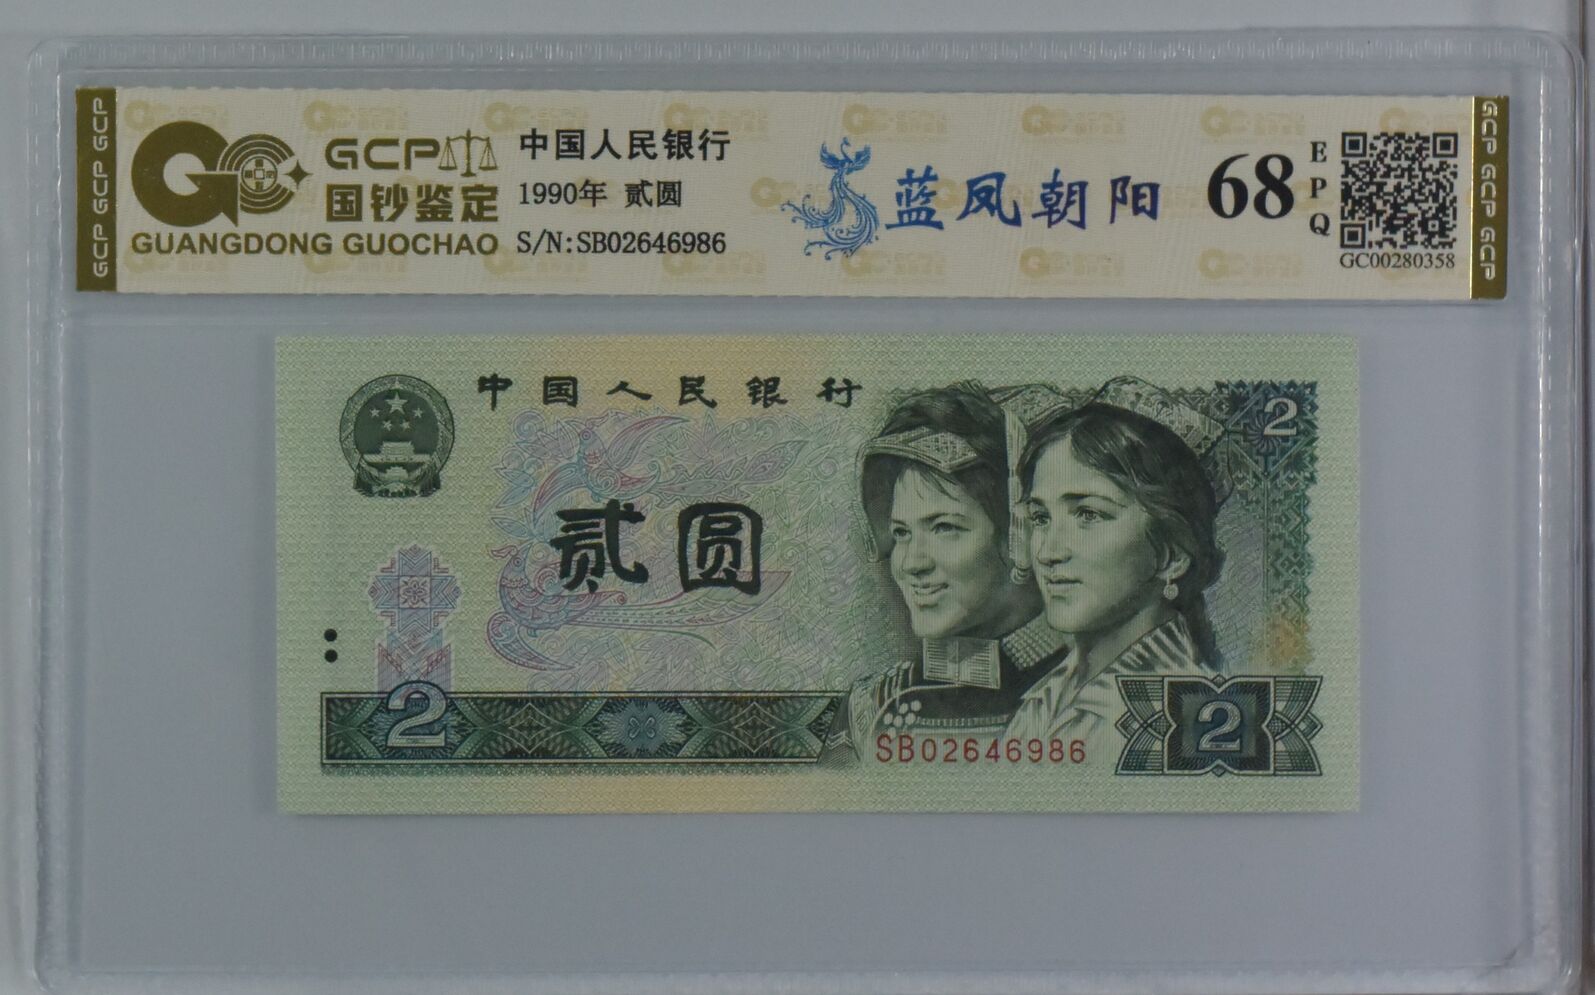 GCP GCP GCP
GCP
国钞鉴定
GUANGDONG GUOCHAO
中国人民银行
1990年 贰圆
S/N:SB02646986
蓝凤朝阳
68
EPQ
GC00280358
GCP GCP GCP
中国人民银行
2
贰圆
2
SB02646986
2